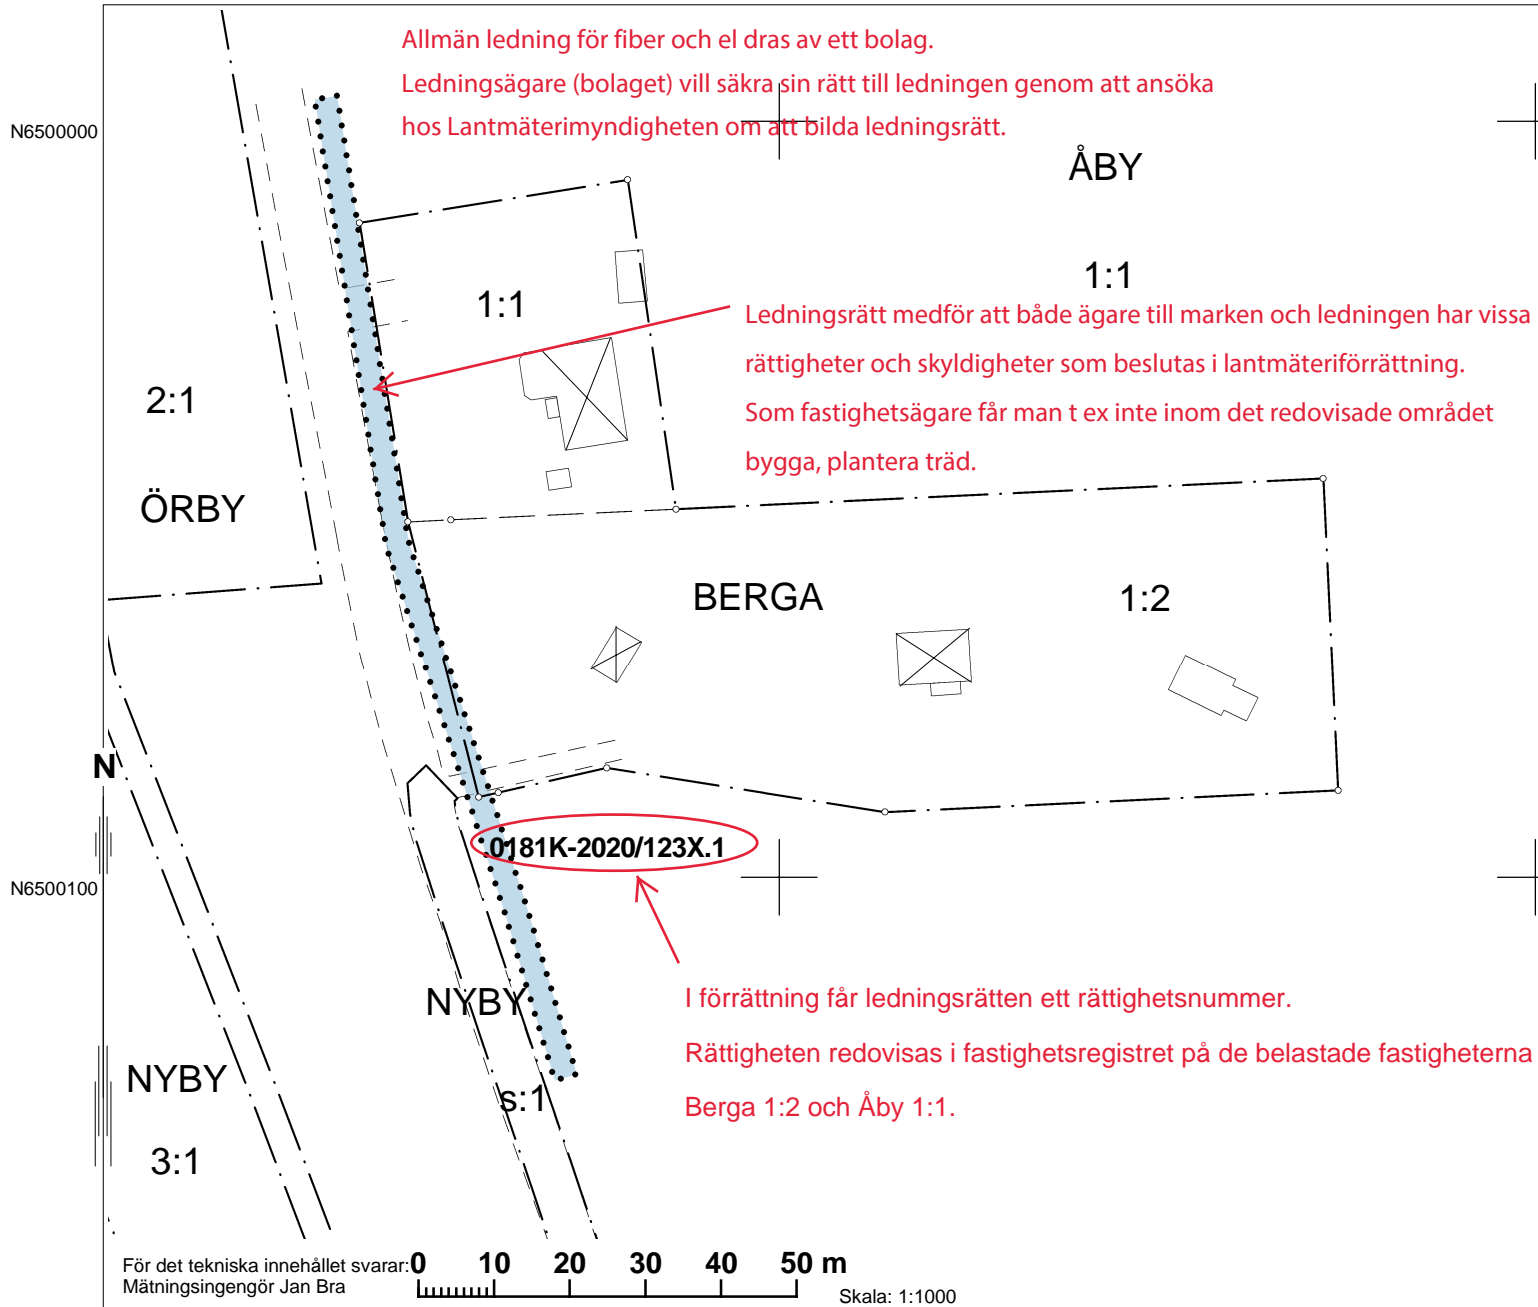 Allmän ledning för fiber och el dras av ett bolag.
Ledningsägare (bolaget) vill säkra sin rätt till ledningen genom att ansöka
hos Lantmäterimyndigheten om att bilda ledningsrätt.
N6500000
ÅBY
1:1
1:1
Ledningsrätt medför att både ägare till marken och ledningen har vissa
rättigheter och skyldigheter som beslutas i lantmäteriförrättning.
Som fastighetsägare får man t ex inte inom det redovisade området
bygga, plantera träd.
2:1
ÖRBY
BERGA
1:2
N
0181K-2020/123X.1
N6500100
NYBY
s:1
I förrättning får ledningsrätten ett rättighetsnummer.
Rättigheten redovisas i fastighetsregistret på de belastade fastigheterna
Berga 1:2 och Åby 1:1.
NYBY
3:1
För det tekniska innehållet svarar:
Mätningsingengör Jan Bra
0 10 20 30 40 50 m
Skala: 1:1000